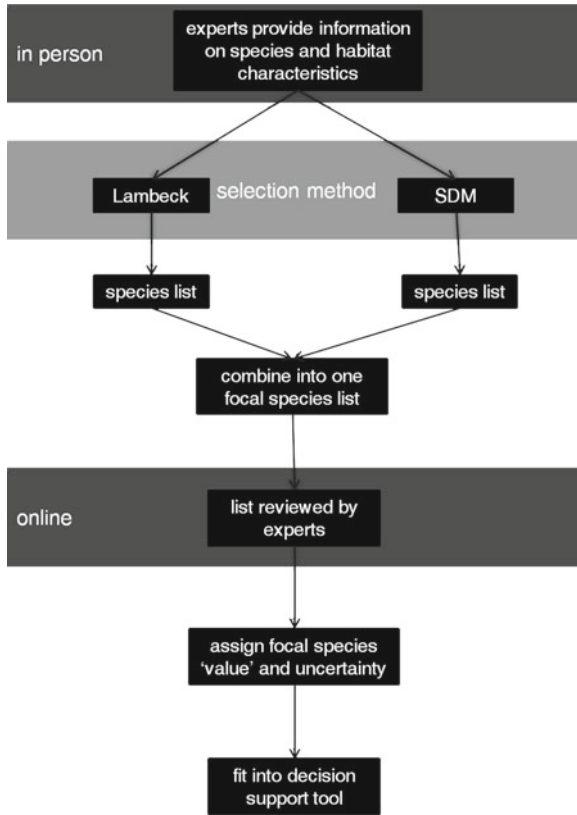 in person
experts provide information
on species and habitat
characteristics
Lambeck
selection method
SDM
species list
species list
combine into one
focal species list
online
list reviewed by
experts
assign focal species
‘value’ and uncertainty
fit into decision
support tool